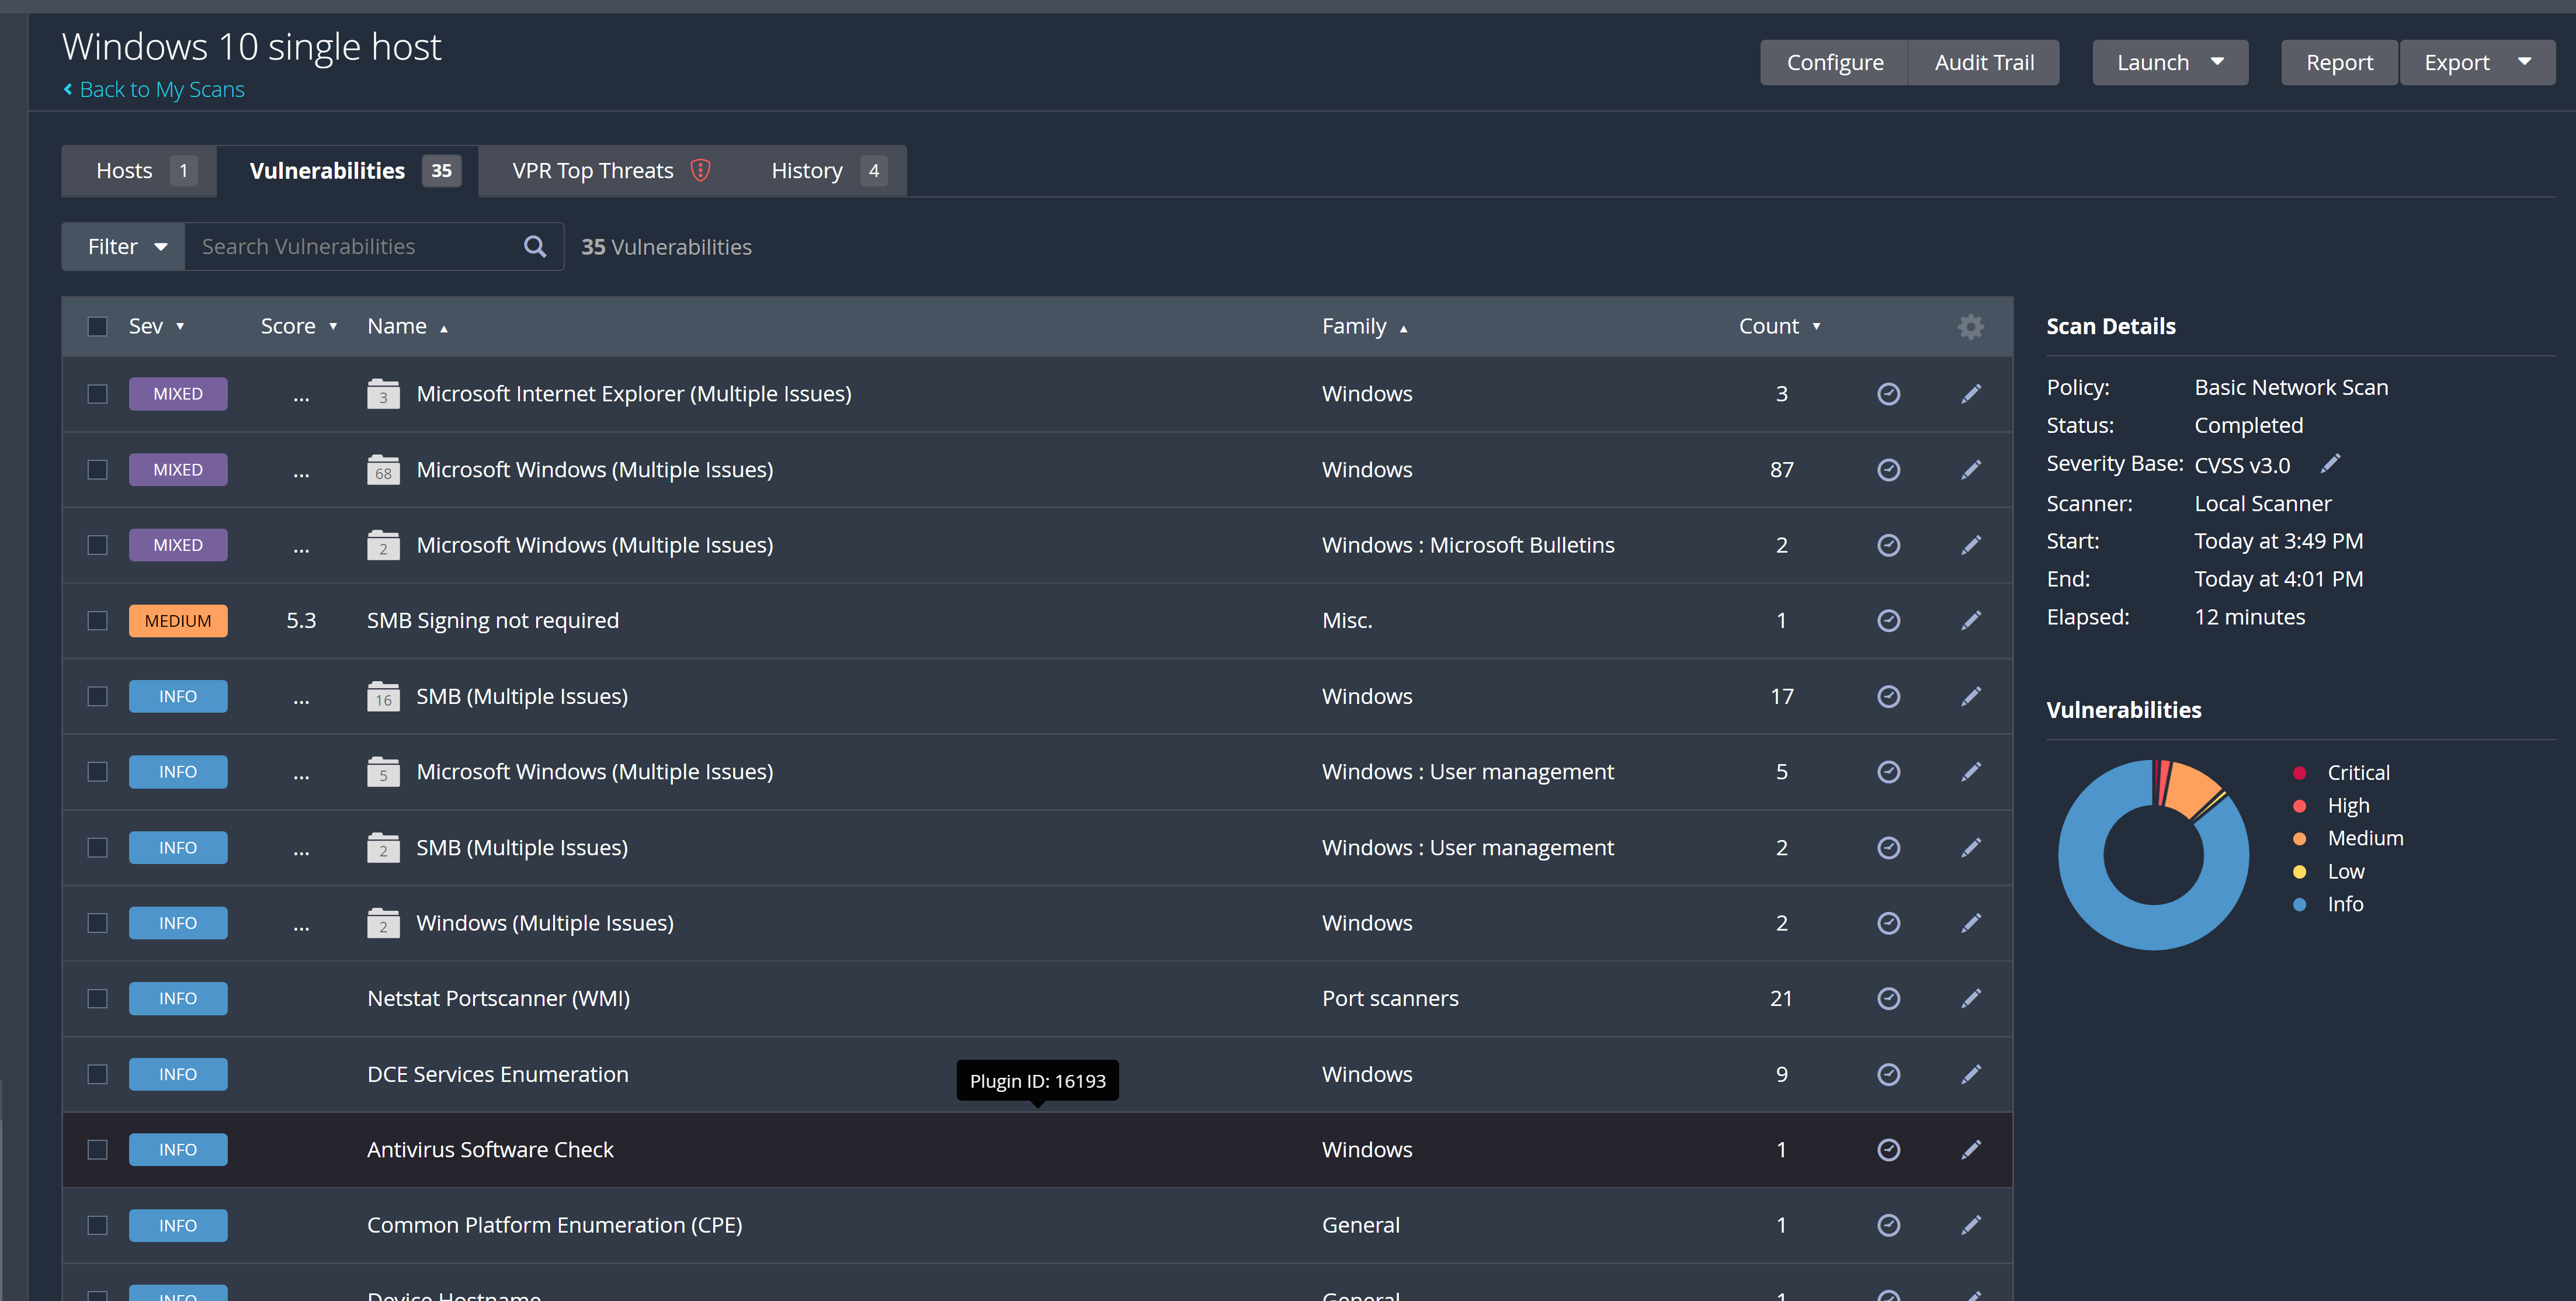 Windows 10 single host
Back to My Scans
Configure
Audit Trail
Launch
Report
Export
Hosts 1
Vulnerabilities 35
VPR Top Threats
History 4
Filter
Search Vulnerabilities
35 Vulnerabilities
Sev Score Name Family Count
MIXED ... 3 Microsoft Internet Explorer (Multiple Issues) Windows 3
MIXED ... 68 Microsoft Windows (Multiple Issues) Windows 87
MIXED ... 2 Microsoft Windows (Multiple Issues) Windows : Microsoft Bulletins 2
MEDIUM 5.3 SMB Signing not required Misc. 1
INFO ... 16 SMB (Multiple Issues) Windows 17
INFO ... 5 Microsoft Windows (Multiple Issues) Windows : User management 5
INFO ... 2 SMB (Multiple Issues) Windows : User management 2
INFO ... 2 Windows (Multiple Issues) Windows 2
INFO Netstat Portscanner (WMI) Port scanners 21
INFO DCE Services Enumeration Windows 9
Plugin ID: 16193
INFO Antivirus Software Check Windows 1
INFO Common Platform Enumeration (CPE) General 1
INFO Device Hostname General 1
Scan Details
Policy: Basic Network Scan
Status: Completed
Severity Base: CVSS v3.0
Scanner: Local Scanner
Start: Today at 3:49 PM
End: Today at 4:01 PM
Elapsed: 12 minutes
Vulnerabilities
Critical
High
Medium
Low
Info